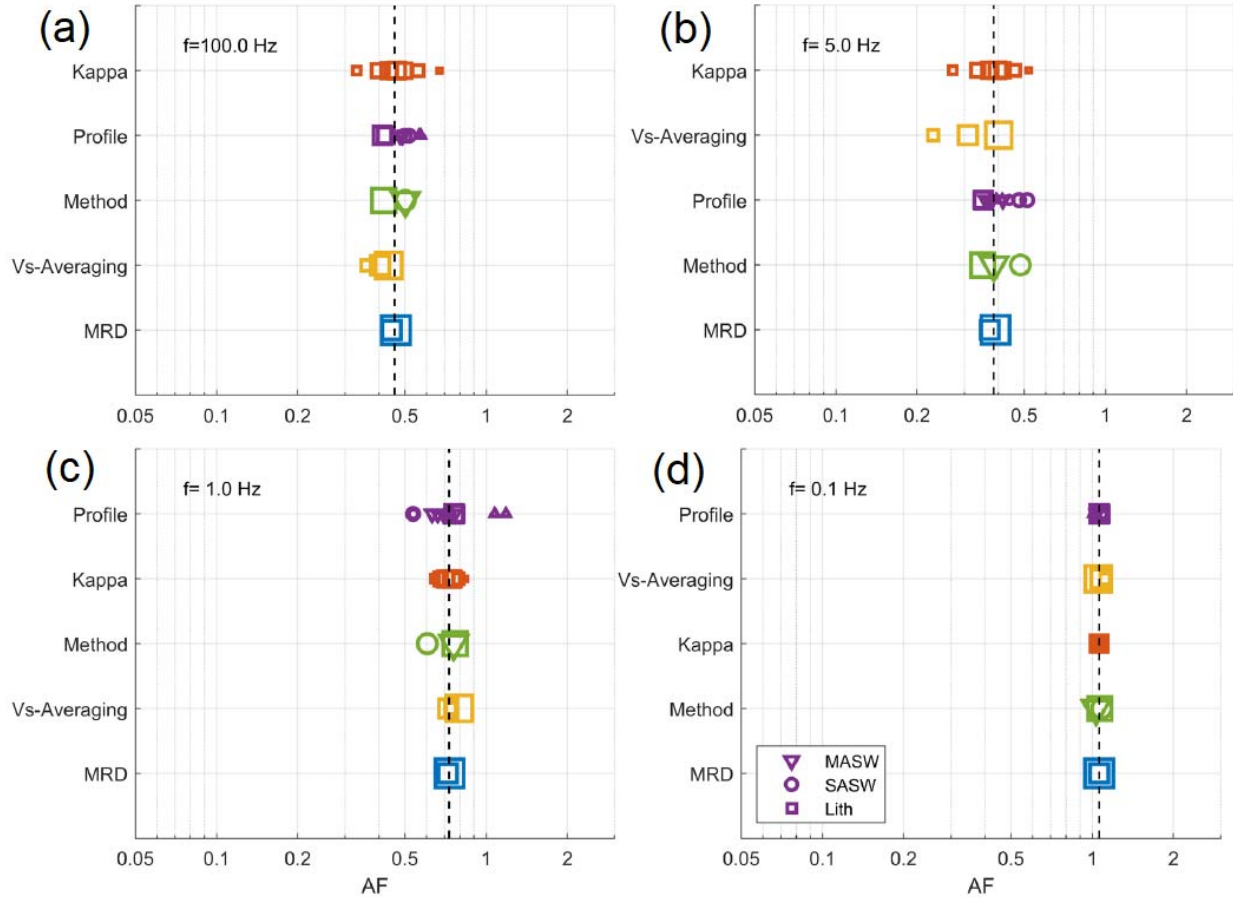 (a)
f=100.0 Hz
Kappa
Profile
Method
Vs-Averaging
MRD
0.05 0.1 0.2 0.5 1 2
(b)
f= 5.0 Hz
Kappa
Vs-Averaging
Profile
Method
MRD
0.05 0.1 0.2 0.5 1 2
(c)
f= 1.0 Hz
Profile
Kappa
Method
Vs-Averaging
MRD
0.05 0.1 0.2 0.5 1 2
AF
(d)
f= 0.1 Hz
Profile
Vs-Averaging
Kappa
Method
MRD
MASW
SASW
Lith
0.05 0.1 0.2 0.5 1 2
AF